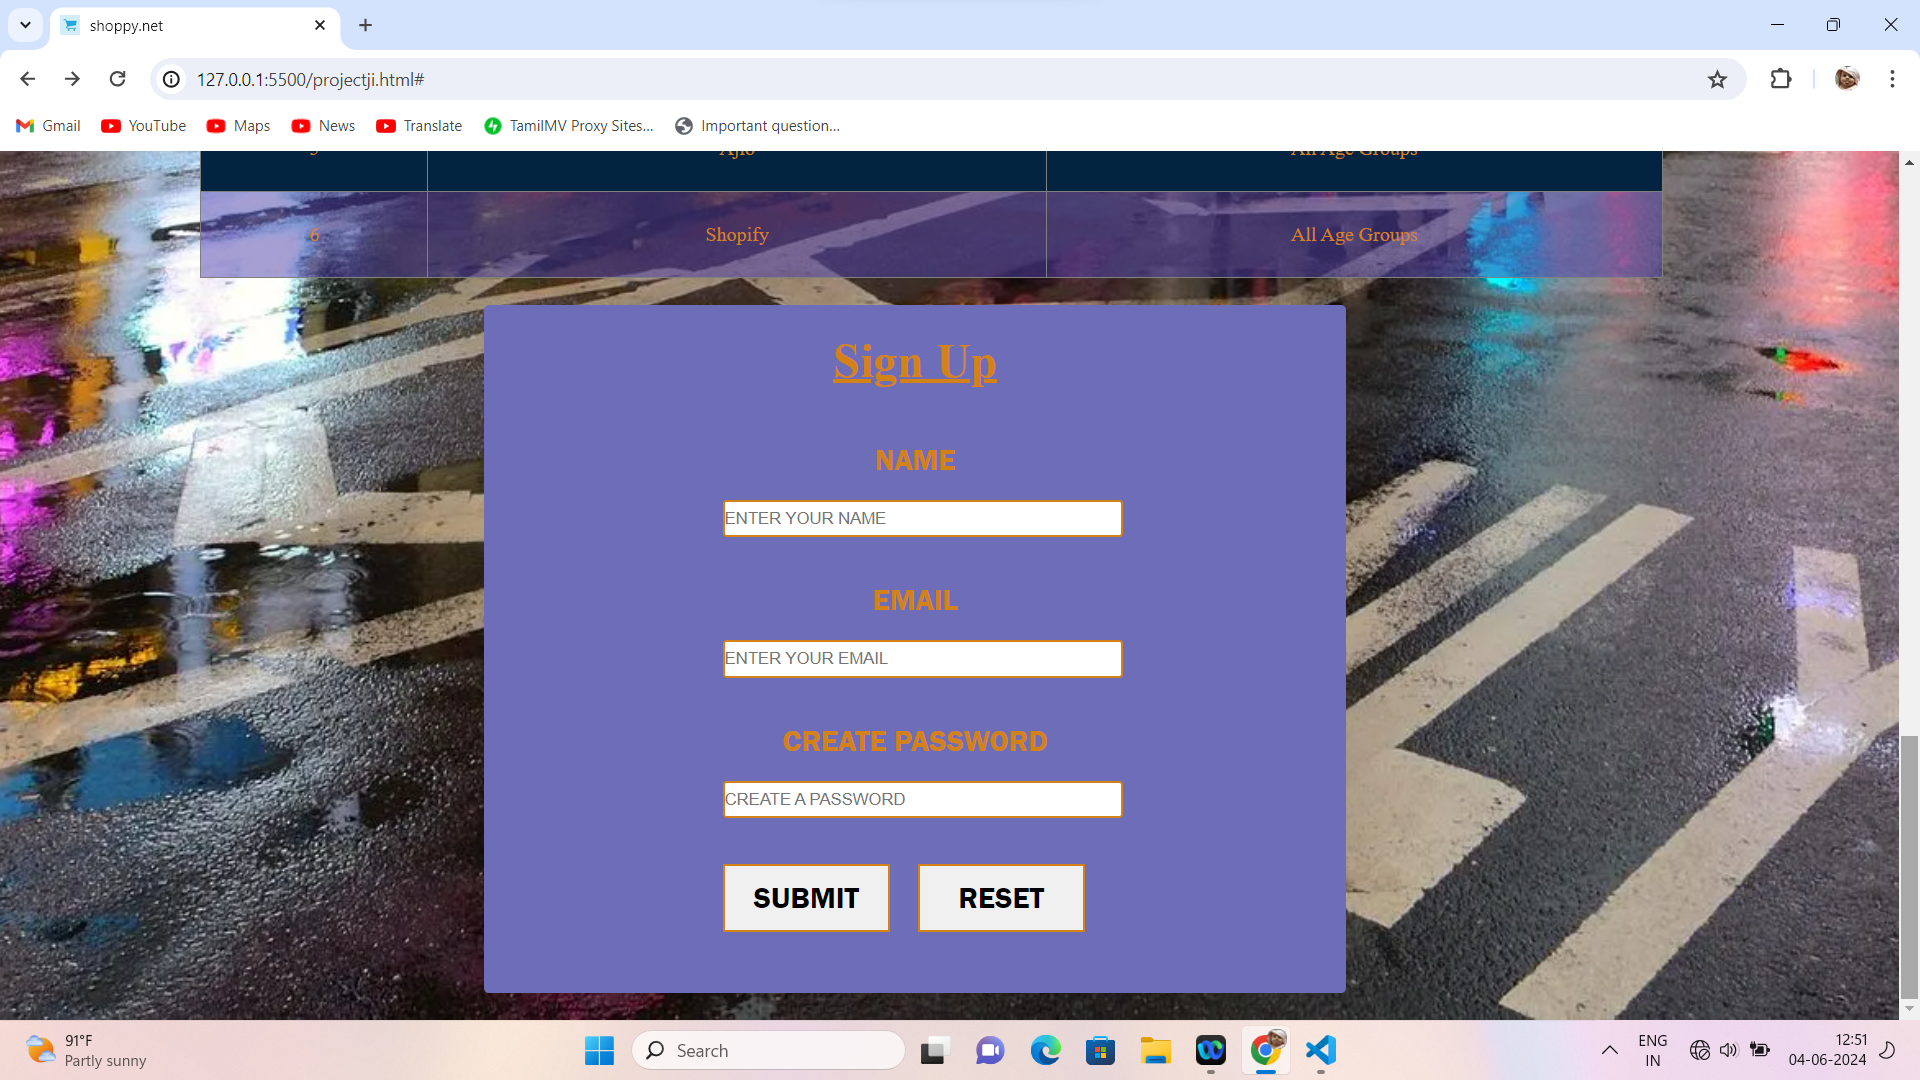 shoppy.net
127.0.0.1:5500/projectji.html#
Gmail YouTube Maps News Translate TamilMV Proxy Sites... Important question...
5 Ajio All Age Groups
6 Shopify All Age Groups
Sign Up
NAME
ENTER YOUR NAME
EMAIL
ENTER YOUR EMAIL
CREATE PASSWORD
CREATE A PASSWORD
SUBMIT RESET
91°F
Partly sunny
Search
ENG
IN
12:51
04-06-2024